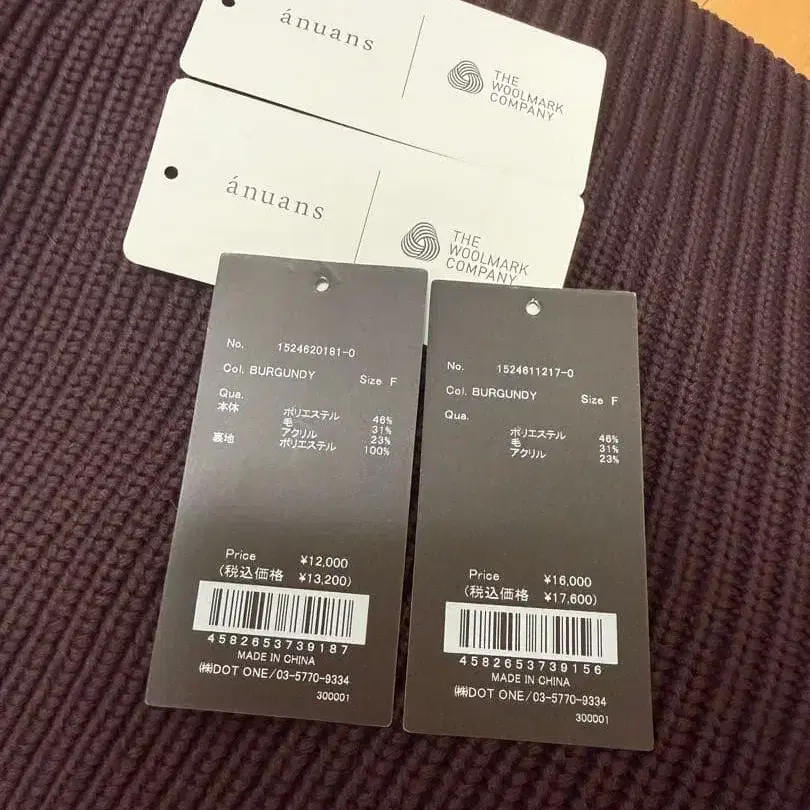 ánuans
THE
WOOLMARK
COMPANY
ánuans
THE
WOOLMARK
COMPANY
No. 1524620181-0
Col. BURGUNDY Size F
Qua.
本体 ポリエステル 46%
毛 31%
アクリル 23%
裏地 ポリエステル 100%
Price ¥12,000
(税込価格 ¥13,200)
4582653739187
MADE IN CHINA
㈱DOT ONE/03-5770-9334
300001
No. 1524611217-0
Col. BURGUNDY Size F
Qua.
ポリエステル 46%
毛 31%
アクリル 23%
Price ¥16,000
(税込価格 ¥17,600)
4582653739156
MADE IN CHINA
㈱DOT ONE/03-5770-9334
300001